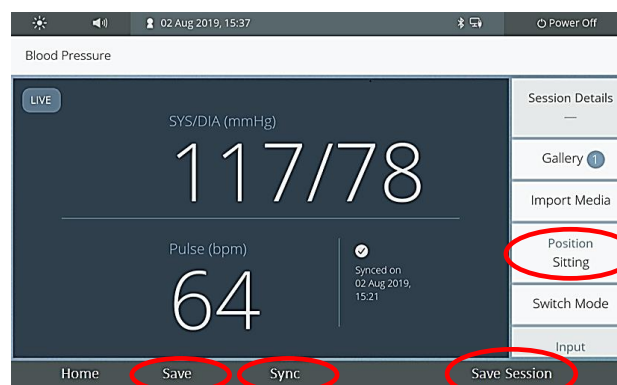 02 Aug 2019, 15:37
Power Off
Blood Pressure
LIVE
SYS/DIA (mmHg)
117/78
Pulse (bpm)
64
Synced on
02 Aug 2019,
15:21
Session Details
—
Gallery 1
Import Media
Position
Sitting
Switch Mode
Input
Home
Save
Sync
Save Session